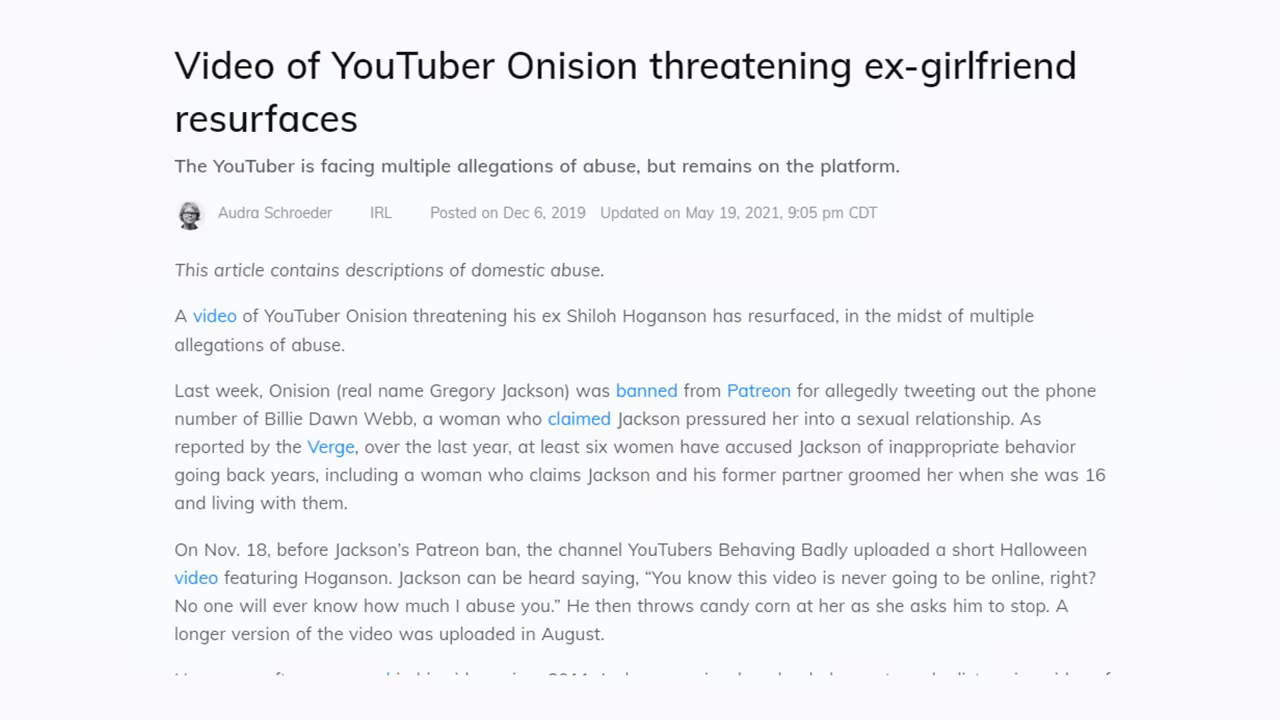 Video of YouTuber Onision threatening ex-girlfriend
resurfaces
The YouTuber is facing multiple allegations of abuse, but remains on the platform.
Audra Schroeder IRL Posted on Dec 6, 2019 Updated on May 19, 2021, 9:05 pm CDT
This article contains descriptions of domestic abuse.
A video of YouTuber Onision threatening his ex Shiloh Hoganson has resurfaced, in the midst of multiple
allegations of abuse.
Last week, Onision (real name Gregory Jackson) was banned from Patreon for allegedly tweeting out the phone
number of Billie Dawn Webb, a woman who claimed Jackson pressured her into a sexual relationship. As
reported by the Verge, over the last year, at least six women have accused Jackson of inappropriate behavior
going back years, including a woman who claims Jackson and his former partner groomed her when she was 16
and living with them.
On Nov. 18, before Jackson’s Patreon ban, the channel YouTubers Behaving Badly uploaded a short Halloween
video featuring Hoganson. Jackson can be heard saying, “You know this video is never going to be online, right?
No one will ever know how much I abuse you.” He then throws candy corn at her as she asks him to stop. A
longer version of the video was uploaded in August.